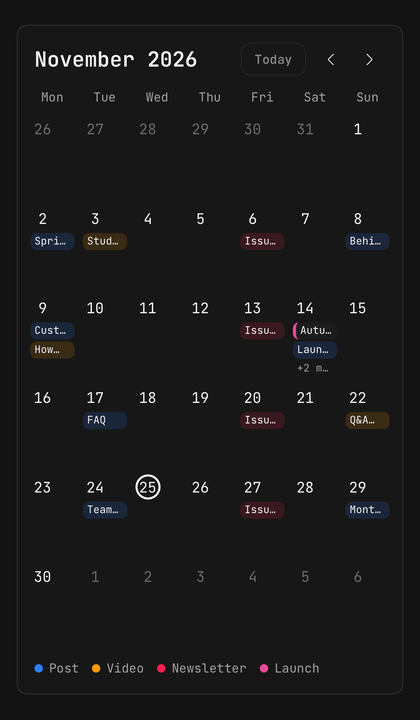 November 2026 Today
Mon Tue Wed Thu Fri Sat Sun
26 27 28 29 30 31 1
2 3 4 5 6 7 8
Spri… Stud… Issu… Behi…
9 10 11 12 13 14 15
Cust… Issu… Autu…
How… Laun…
+2 m…
16 17 18 19 20 21 22
FAQ Issu… Q&A…
23 24 25 26 27 28 29
Team… Issu… Mont…
30 1 2 3 4 5 6
Post Video Newsletter Launch